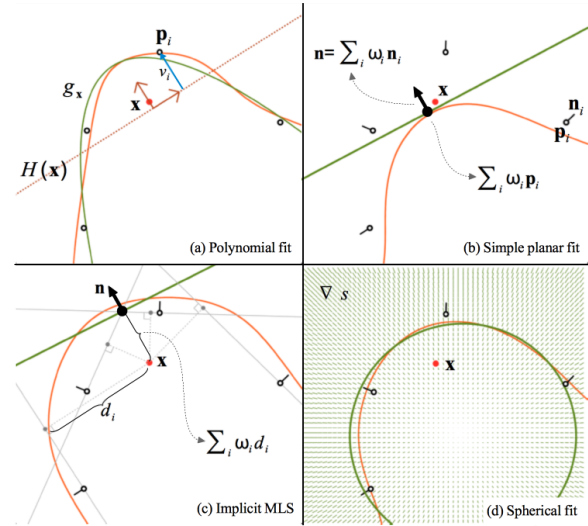 p_i
v_i
g_x
x
H(x)
(a) Polynomial fit
n=∑_i ω_i n_i
x
n_i
p_i
∑_i ω_i p_i
(b) Simple planar fit
n
x
d_i
∑_i ω_i d_i
(c) Implicit MLS
∇ s
x
(d) Spherical fit